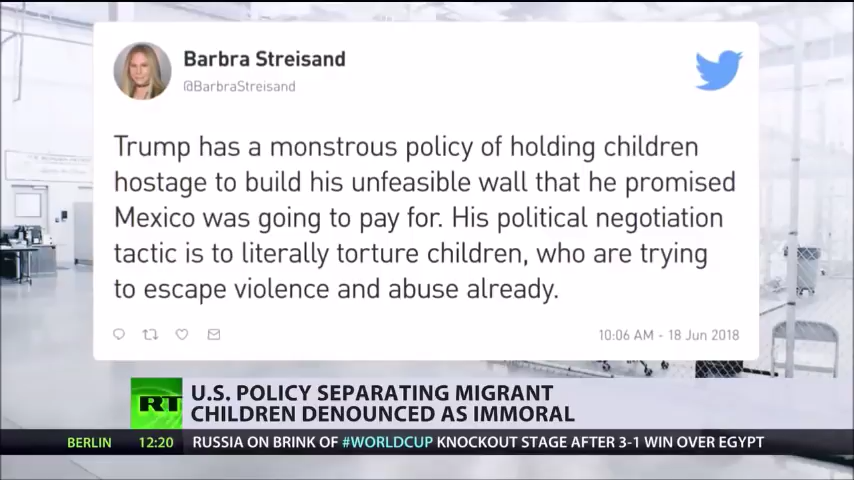 Barbra Streisand
@BarbraStreisand
Trump has a monstrous policy of holding children
hostage to build his unfeasible wall that he promised
Mexico was going to pay for. His political negotiation
tactic is to literally torture children, who are trying
to escape violence and abuse already.
10:06 AM - 18 Jun 2018
RT
U.S. POLICY SEPARATING MIGRANT
CHILDREN DENOUNCED AS IMMORAL
BERLIN 12:20 RUSSIA ON BRINK OF #WORLDCUP KNOCKOUT STAGE AFTER 3-1 WIN OVER EGYPT